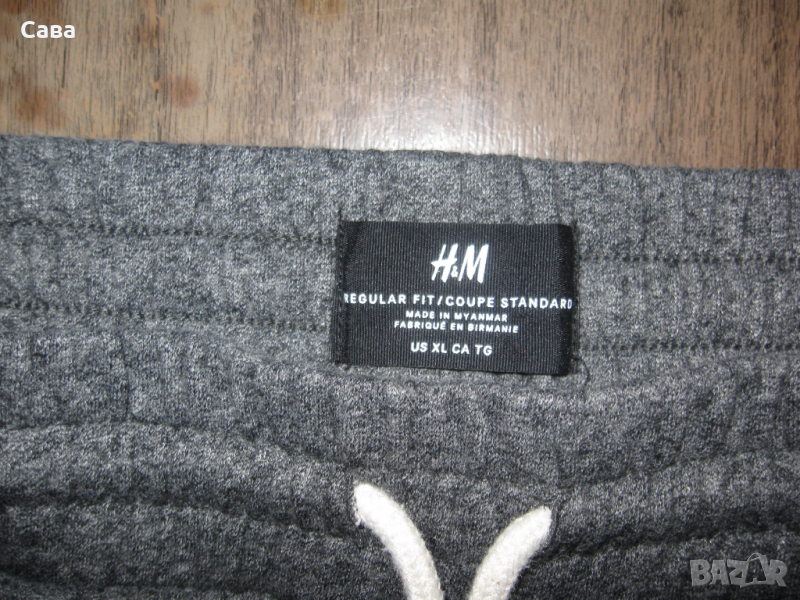 Сава
H&M
REGULAR FIT/COUPE STANDARD
MADE IN MYANMAR
FABRIQUÉ EN BIRMANIE
US XL CA TG
BAZAR